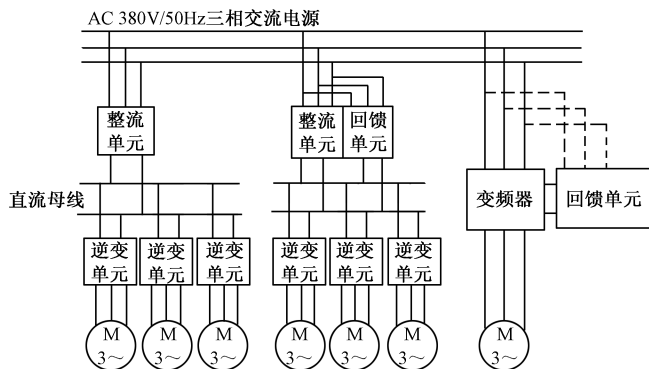 AC 380V/50Hz三相交流电源
整流
单元
整流
单元
回馈
单元
直流母线
变频器
回馈单元
逆变
单元
逆变
单元
逆变
单元
逆变
单元
逆变
单元
逆变
单元
M
3～
M
3～
M
3～
M
3～
M
3～
M
3～
M
3～